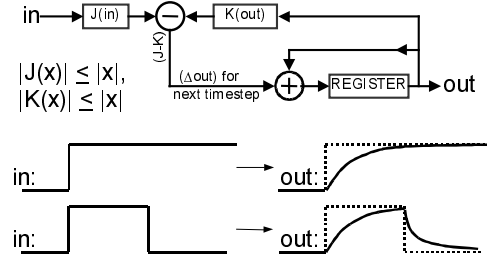 in J(in) − K(out)
(J-K)
|J(x)| ≤ |x|,
|K(x)| ≤ |x|
(Δout) for
next timestep
+ REGISTER out
in: out:
in: out: